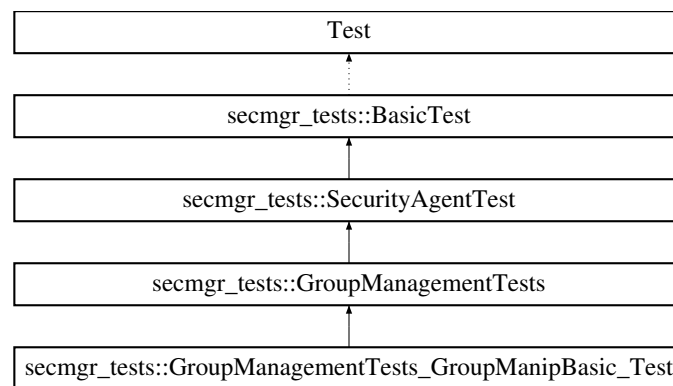 Test
secmgr_tests::BasicTest
secmgr_tests::SecurityAgentTest
secmgr_tests::GroupManagementTests
secmgr_tests::GroupManagementTests_GroupManipBasic_Test